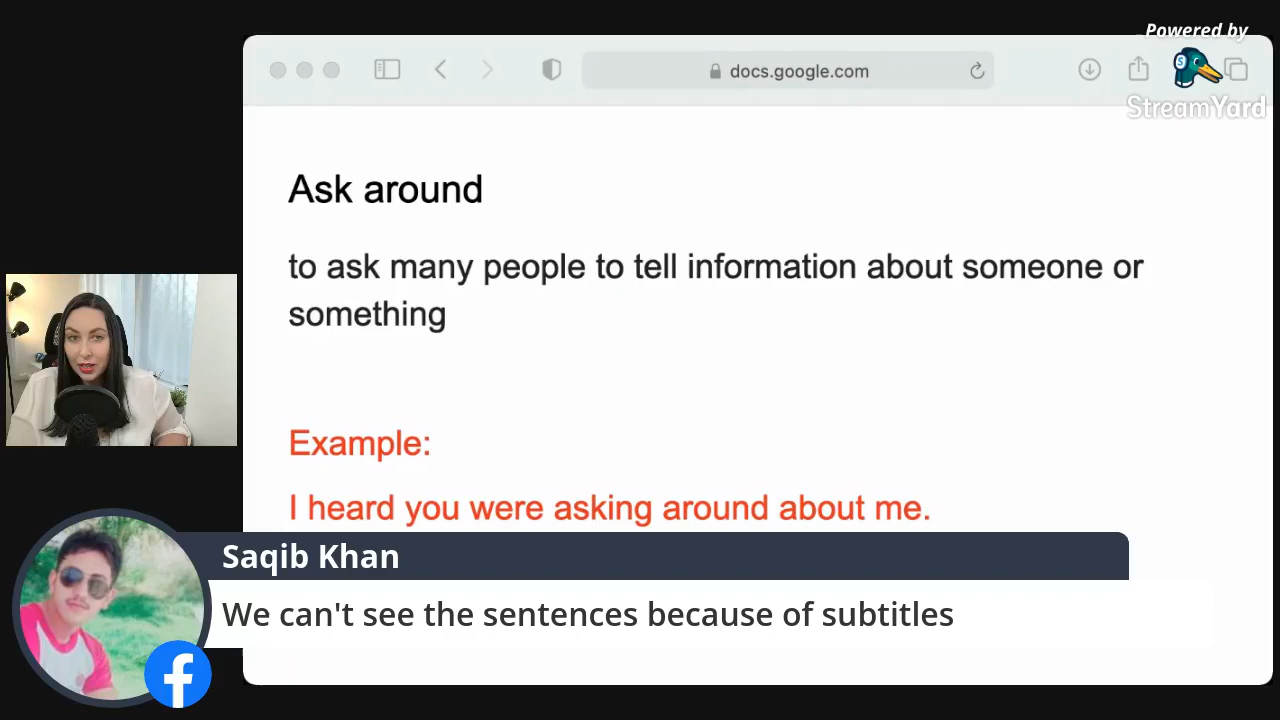 Powered by
StreamYard
docs.google.com
Ask around
to ask many people to tell information about someone or
something
Example:
I heard you were asking around about me.
Saqib Khan
We can't see the sentences because of subtitles